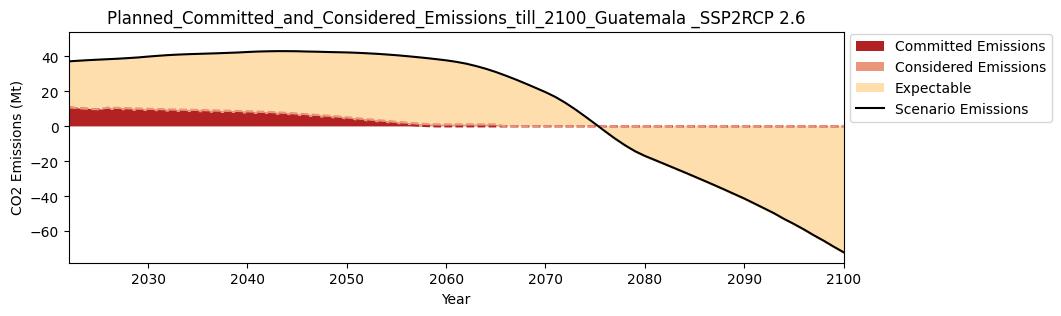 Planned_Committed_and_Considered_Emissions_till_2100_Guatemala _SSP2RCP 2.6
CO2 Emissions (Mt)
40
20
0
−20
−40
−60
2030 2040 2050 2060 2070 2080 2090 2100
Year
Committed Emissions
Considered Emissions
Expectable
Scenario Emissions